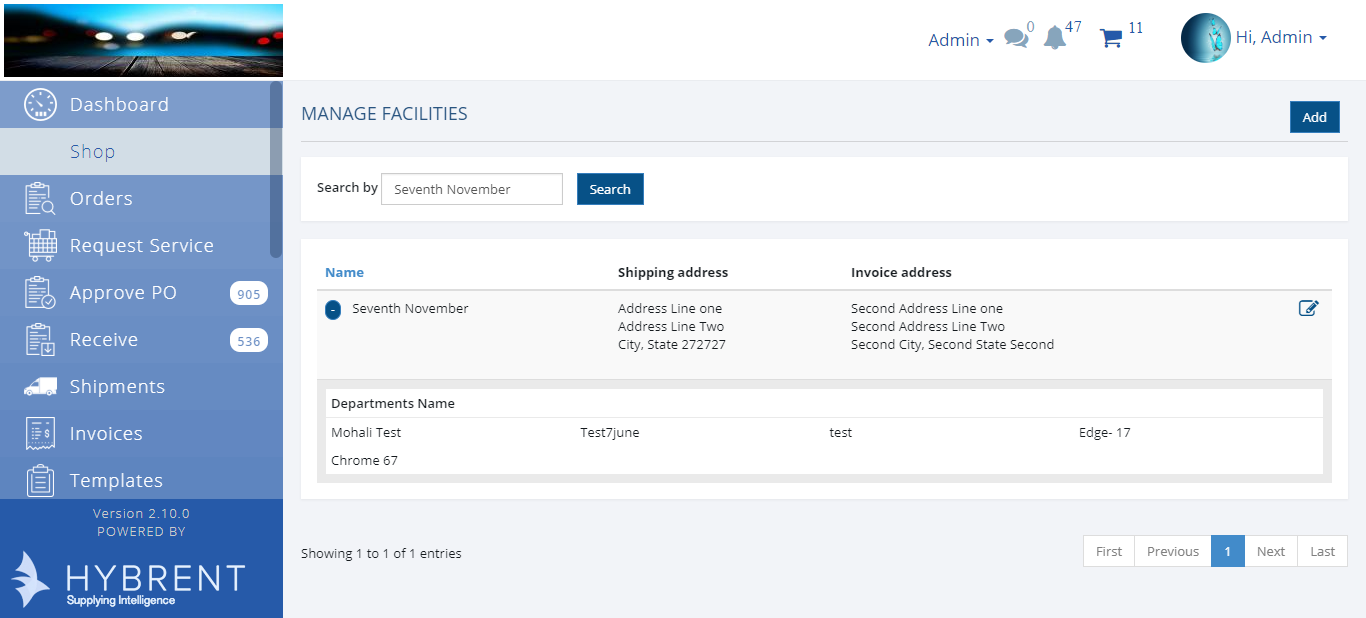 Admin
0
47
11
Hi, Admin
Dashboard
Shop
Orders
Request Service
Approve PO 905
Receive 536
Shipments
Invoices
Templates
Version 2.10.0
POWERED BY
HYBRENT
Supplying Intelligence
MANAGE FACILITIES
Add
Search by Seventh November Search
Name Shipping address Invoice address
- Seventh November Address Line one Second Address Line one
Address Line Two Second Address Line Two
City, State 272727 Second City, Second State Second
Departments Name
Mohali Test Test7june test Edge- 17
Chrome 67
Showing 1 to 1 of 1 entries
First Previous 1 Next Last